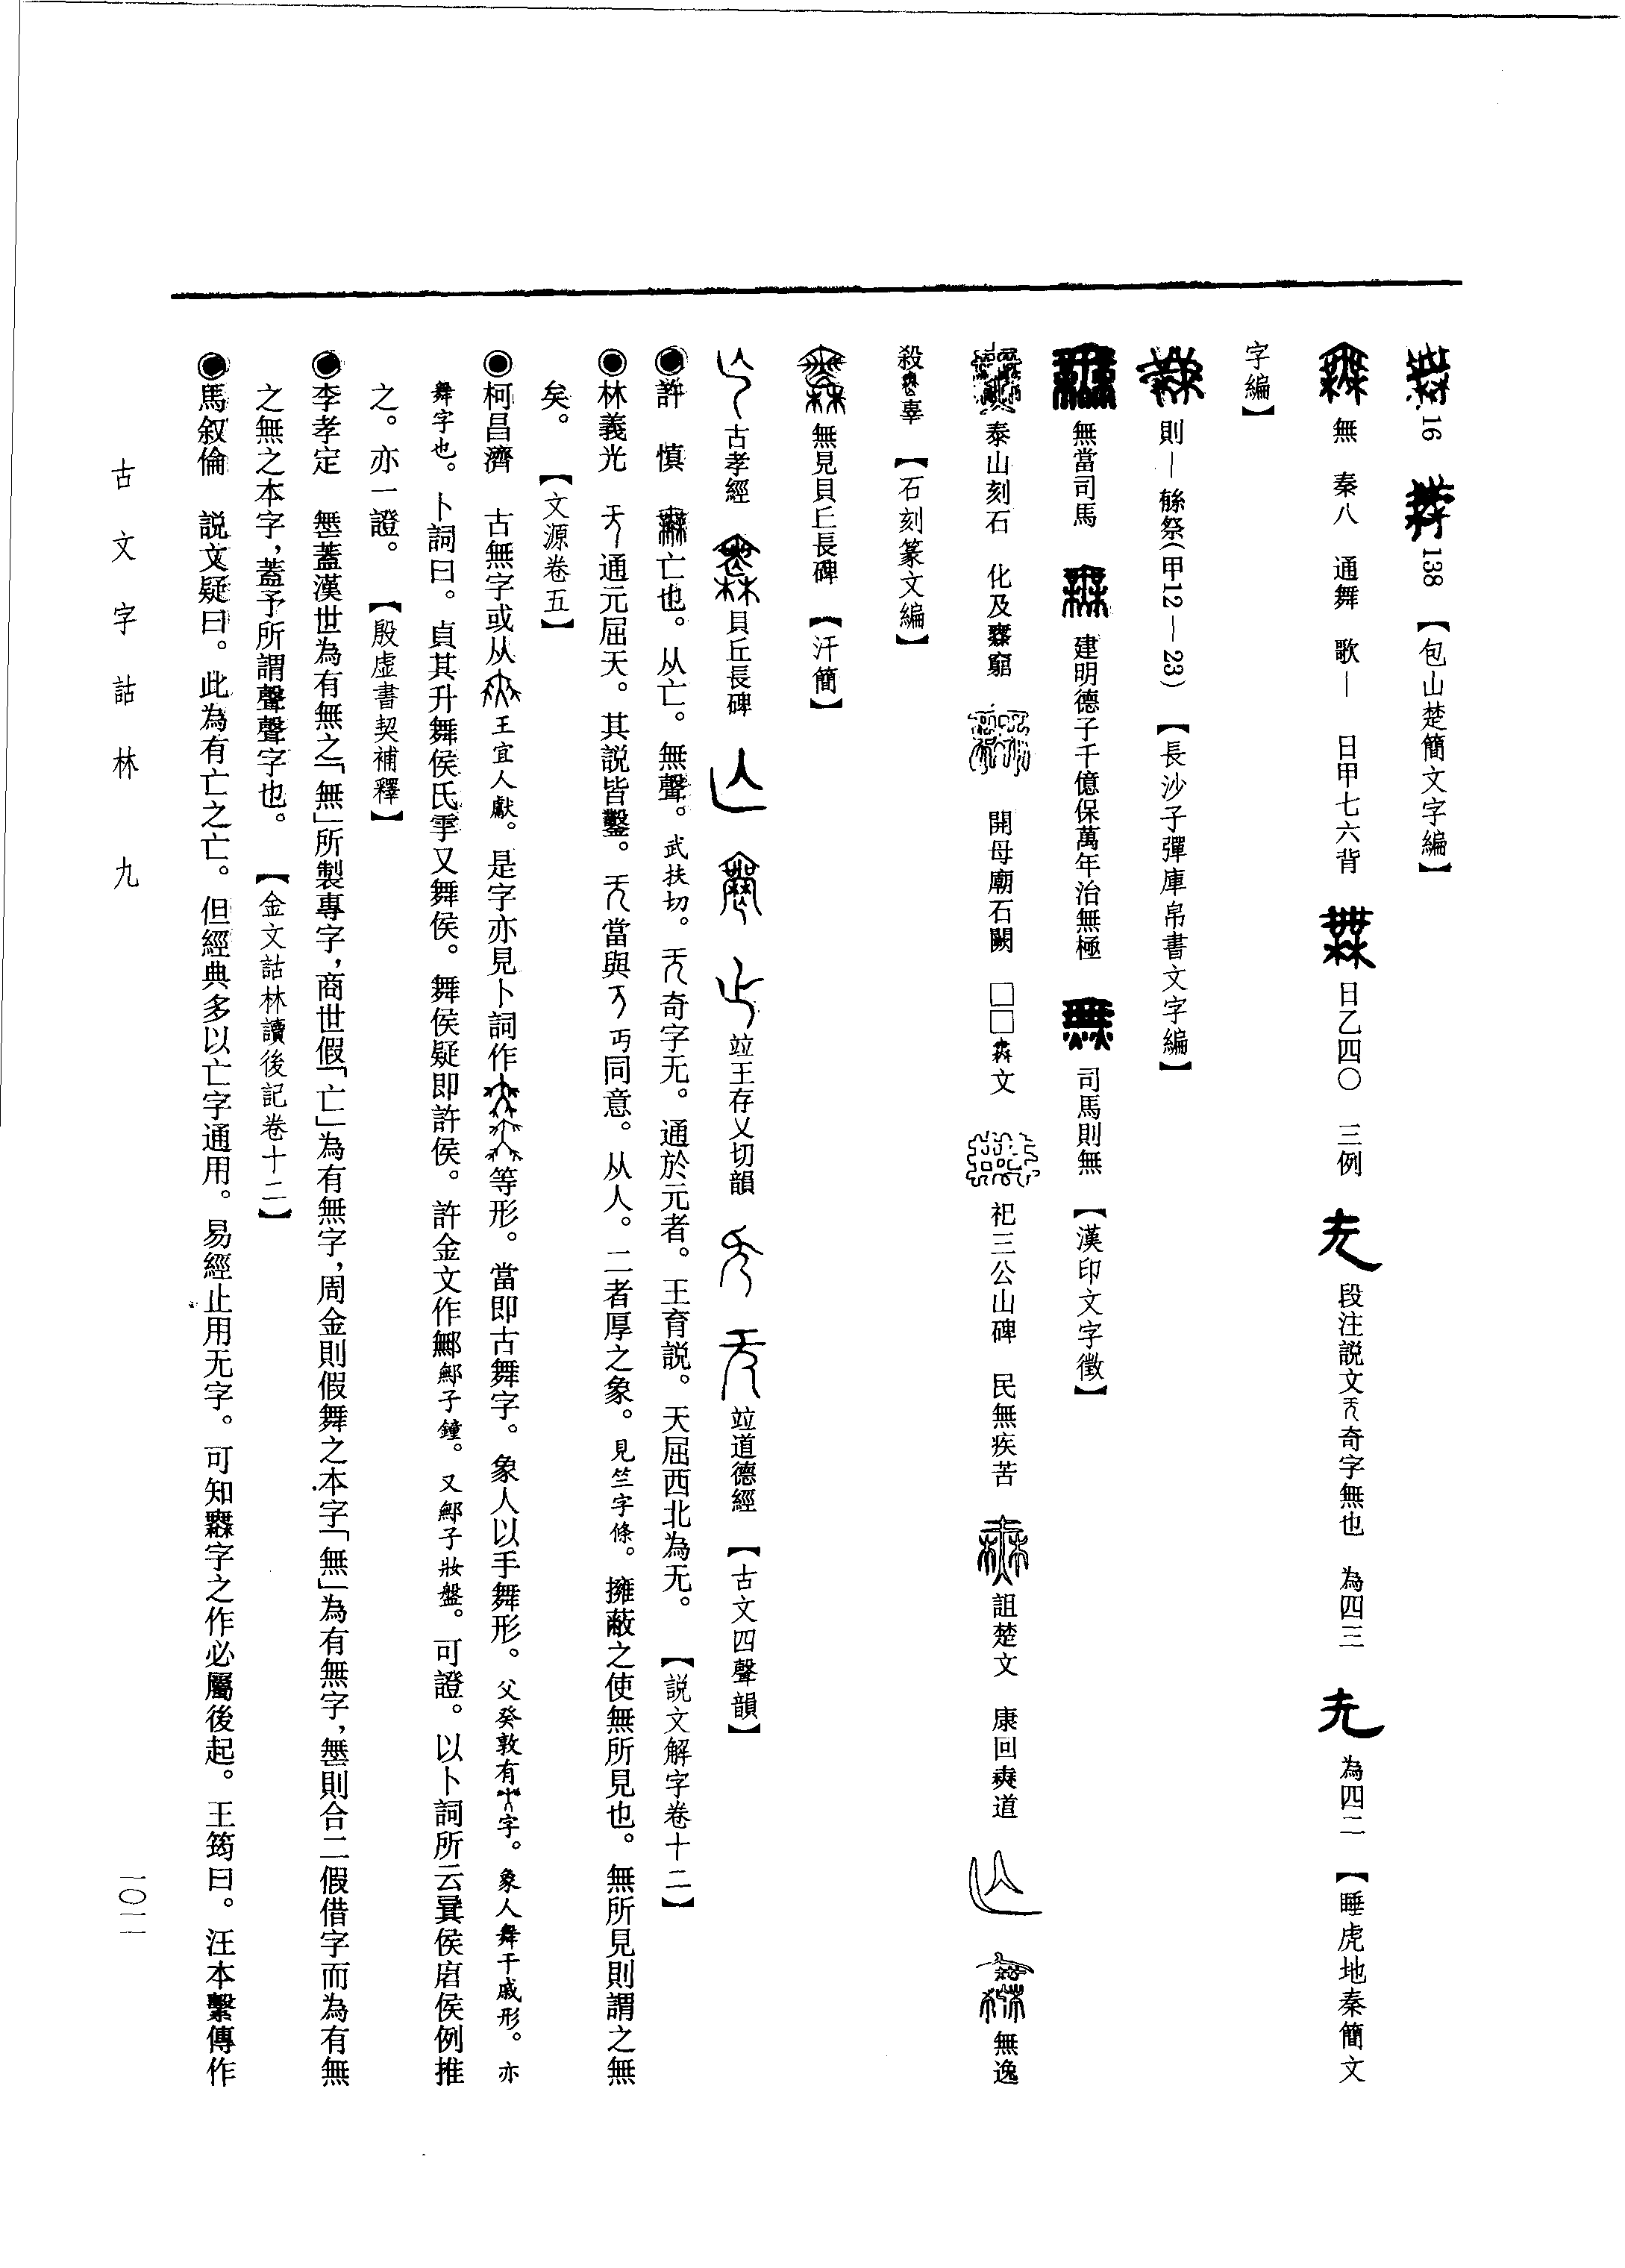 16　138　【包山楚簡文字編】
無　秦八　通舞　歌—　日甲七六背　日乙四〇　三例　段注説文奇字無也　為四三　為四二　【睡虎地秦簡文
字編】
則—　祭(甲12—23)　【長沙子彈庫帛書文字編】
無當司馬　建明德子千億保萬年治無極　司馬則無　【漢印文字徵】
泰山刻石　化及無窮　開母廟石闕　□□文　祀三公山碑　民無疾苦　詛楚文　康回無道　無逸
殺無辜　【石刻篆文編】
無見貝丘長碑　【汗簡】
古孝經　貝丘長碑　竝王存乂切韻　竝道德經　【古文四聲韻】
◉許　慎　亡也。从亡。無聲。武扶切。奇字无。通於元者。王育説。天屈西北為无。　【説文解字卷十二】
◉林義光　通元屈天。其説皆鑿。當與丏同意。从人。二者厚之象。見竺字條。擁蔽之使無所見也。無所見則謂之無
矣。　【文源卷五】
◉柯昌濟　古無字或从王宜人甗。是字亦見卜詞作等形。當即古舞字。象人以手舞形。父癸敦有字。象人舞干戚形。亦
舞字也。卜詞曰。貞其升舞侯氏雩又舞侯。舞侯疑即許侯。許金文作鄦鄦子鐘。又鄦子妝盤。可證。以卜詞所云㠱侯侯例推
之。亦一證。　【殷虛書契補釋】
◉李孝定　橆蓋漢世為有無之「無」所製專字，商世假「亡」為有無字，周金則假舞之本字「無」為有無字，則合二假借字而為有無
之無之本字，蓋予所謂聲聲字也。　【金文詁林讀後記卷十二】
◉馬叙倫　説文疑曰。此為有亡之亡。但經典多以亡字通用。易經止用无字。可知字之作必屬後起。王筠曰。汪本繫傳作
古文字詁林　九
一〇二一